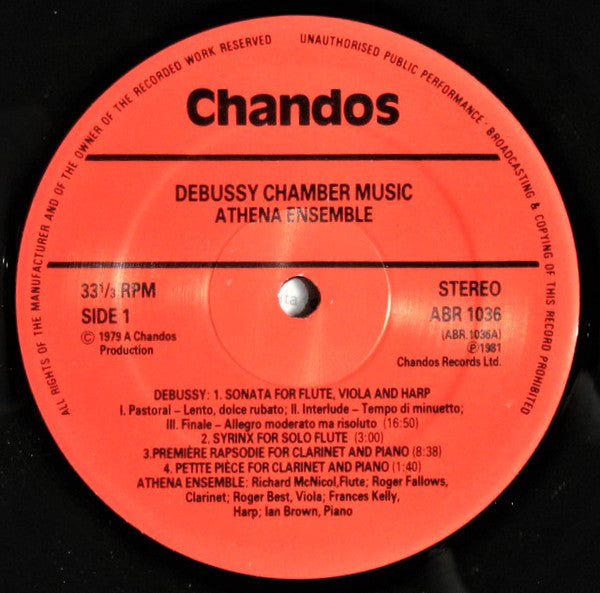 ALL RIGHTS OF THE MANUFACTURER AND OF THE OWNER OF THE RECORDED WORK RESERVED
UNAUTHORISED PUBLIC PERFORMANCE · BROADCASTING & COPYING OF THIS RECORD PROHIBITED
Chandos
DEBUSSY CHAMBER MUSIC
ATHENA ENSEMBLE
33⅓ RPM
SIDE 1
© 1979 A Chandos
Production
STEREO
ABR 1036
(ABR.1036A)
℗1981
Chandos Records Ltd.
DEBUSSY: 1. SONATA FOR FLUTE, VIOLA AND HARP
I. Pastoral – Lento, dolce rubato; II. Interlude – Tempo di minuetto;
III. Finale – Allegro moderato ma risoluto (16:50)
2. SYRINX FOR SOLO FLUTE (3:00)
3.PREMIÈRE RAPSODIE FOR CLARINET AND PIANO (8:38)
4. PETITE PIÈCE FOR CLARINET AND PIANO (1:40)
ATHENA ENSEMBLE: Richard McNicol,Flute; Roger Fallows,
Clarinet; Roger Best, Viola; Frances Kelly,
Harp; Ian Brown, Piano